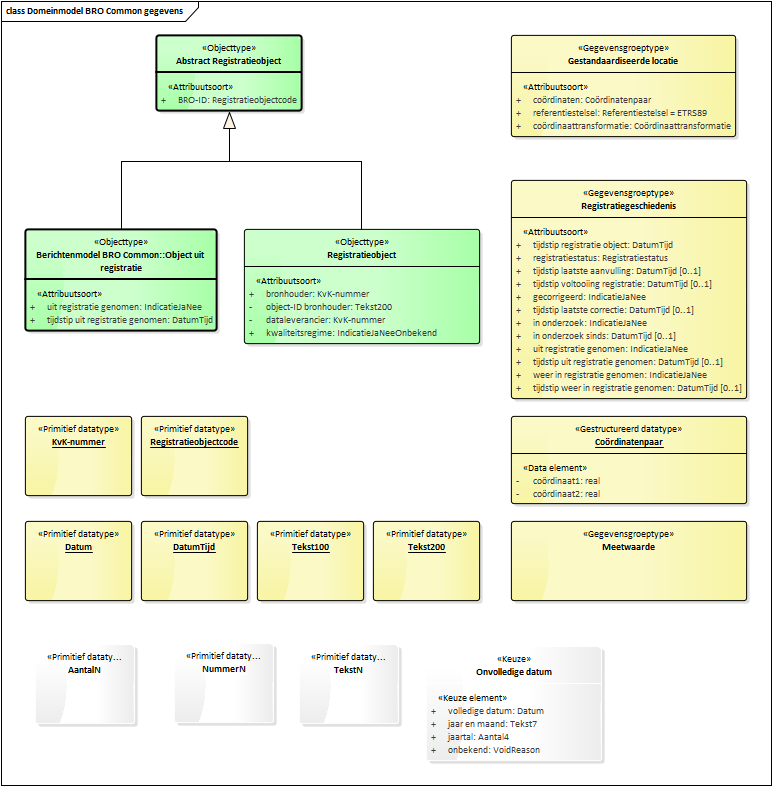 class Domeinmodel BRO Common gegevens
«Objecttype»
Abstract Registratieobject
«Attribuutsoort»
+ BRO-ID: Registratieobjectcode
«Gegevensgroeptype»
Gestandaardiseerde locatie
«Attribuutsoort»
+ coördinaten: Coördinatenpaar
+ referentiestelsel: Referentiestelsel = ETRS89
+ coördinaattransformatie: Coördinaattransformatie
«Objecttype»
Berichtenmodel BRO Common::Object uit
registratie
«Attribuutsoort»
+ uit registratie genomen: IndicatieJaNee
+ tijdstip uit registratie genomen: DatumTijd
«Objecttype»
Registratieobject
«Attribuutsoort»
+ bronhouder: KvK-nummer
- object-ID bronhouder: Tekst200
- dataleverancier: KvK-nummer
+ kwaliteitsregime: IndicatieJaNeeOnbekend
«Gegevensgroeptype»
Registratiegeschiedenis
«Attribuutsoort»
+ tijdstip registratie object: DatumTijd
+ registratiestatus: Registratiestatus
+ tijdstip laatste aanvulling: DatumTijd [0..1]
+ tijdstip voltooiing registratie: DatumTijd [0..1]
+ gecorrigeerd: IndicatieJaNee
+ tijdstip laatste correctie: DatumTijd [0..1]
+ in onderzoek: IndicatieJaNee
+ in onderzoek sinds: DatumTijd [0..1]
+ uit registratie genomen: IndicatieJaNee
+ tijdstip uit registratie genomen: DatumTijd [0..1]
+ weer in registratie genomen: IndicatieJaNee
+ tijdstip weer in registratie genomen: DatumTijd [0..1]
«Primitief datatype»
KvK-nummer
«Primitief datatype»
Registratieobjectcode
«Gestructureerd datatype»
Coördinatenpaar
«Data element»
- coördinaat1: real
- coördinaat2: real
«Primitief datatype»
Datum
«Primitief datatype»
DatumTijd
«Primitief datatype»
Tekst100
«Primitief datatype»
Tekst200
«Gegevensgroeptype»
Meetwaarde
«Primitief dataty...
AantalN
«Primitief dataty...
NummerN
«Primitief dataty...
TekstN
«Keuze»
Onvolledige datum
«Keuze element»
+ volledige datum: Datum
+ jaar en maand: Tekst7
+ jaartal: Aantal4
+ onbekend: VoidReason